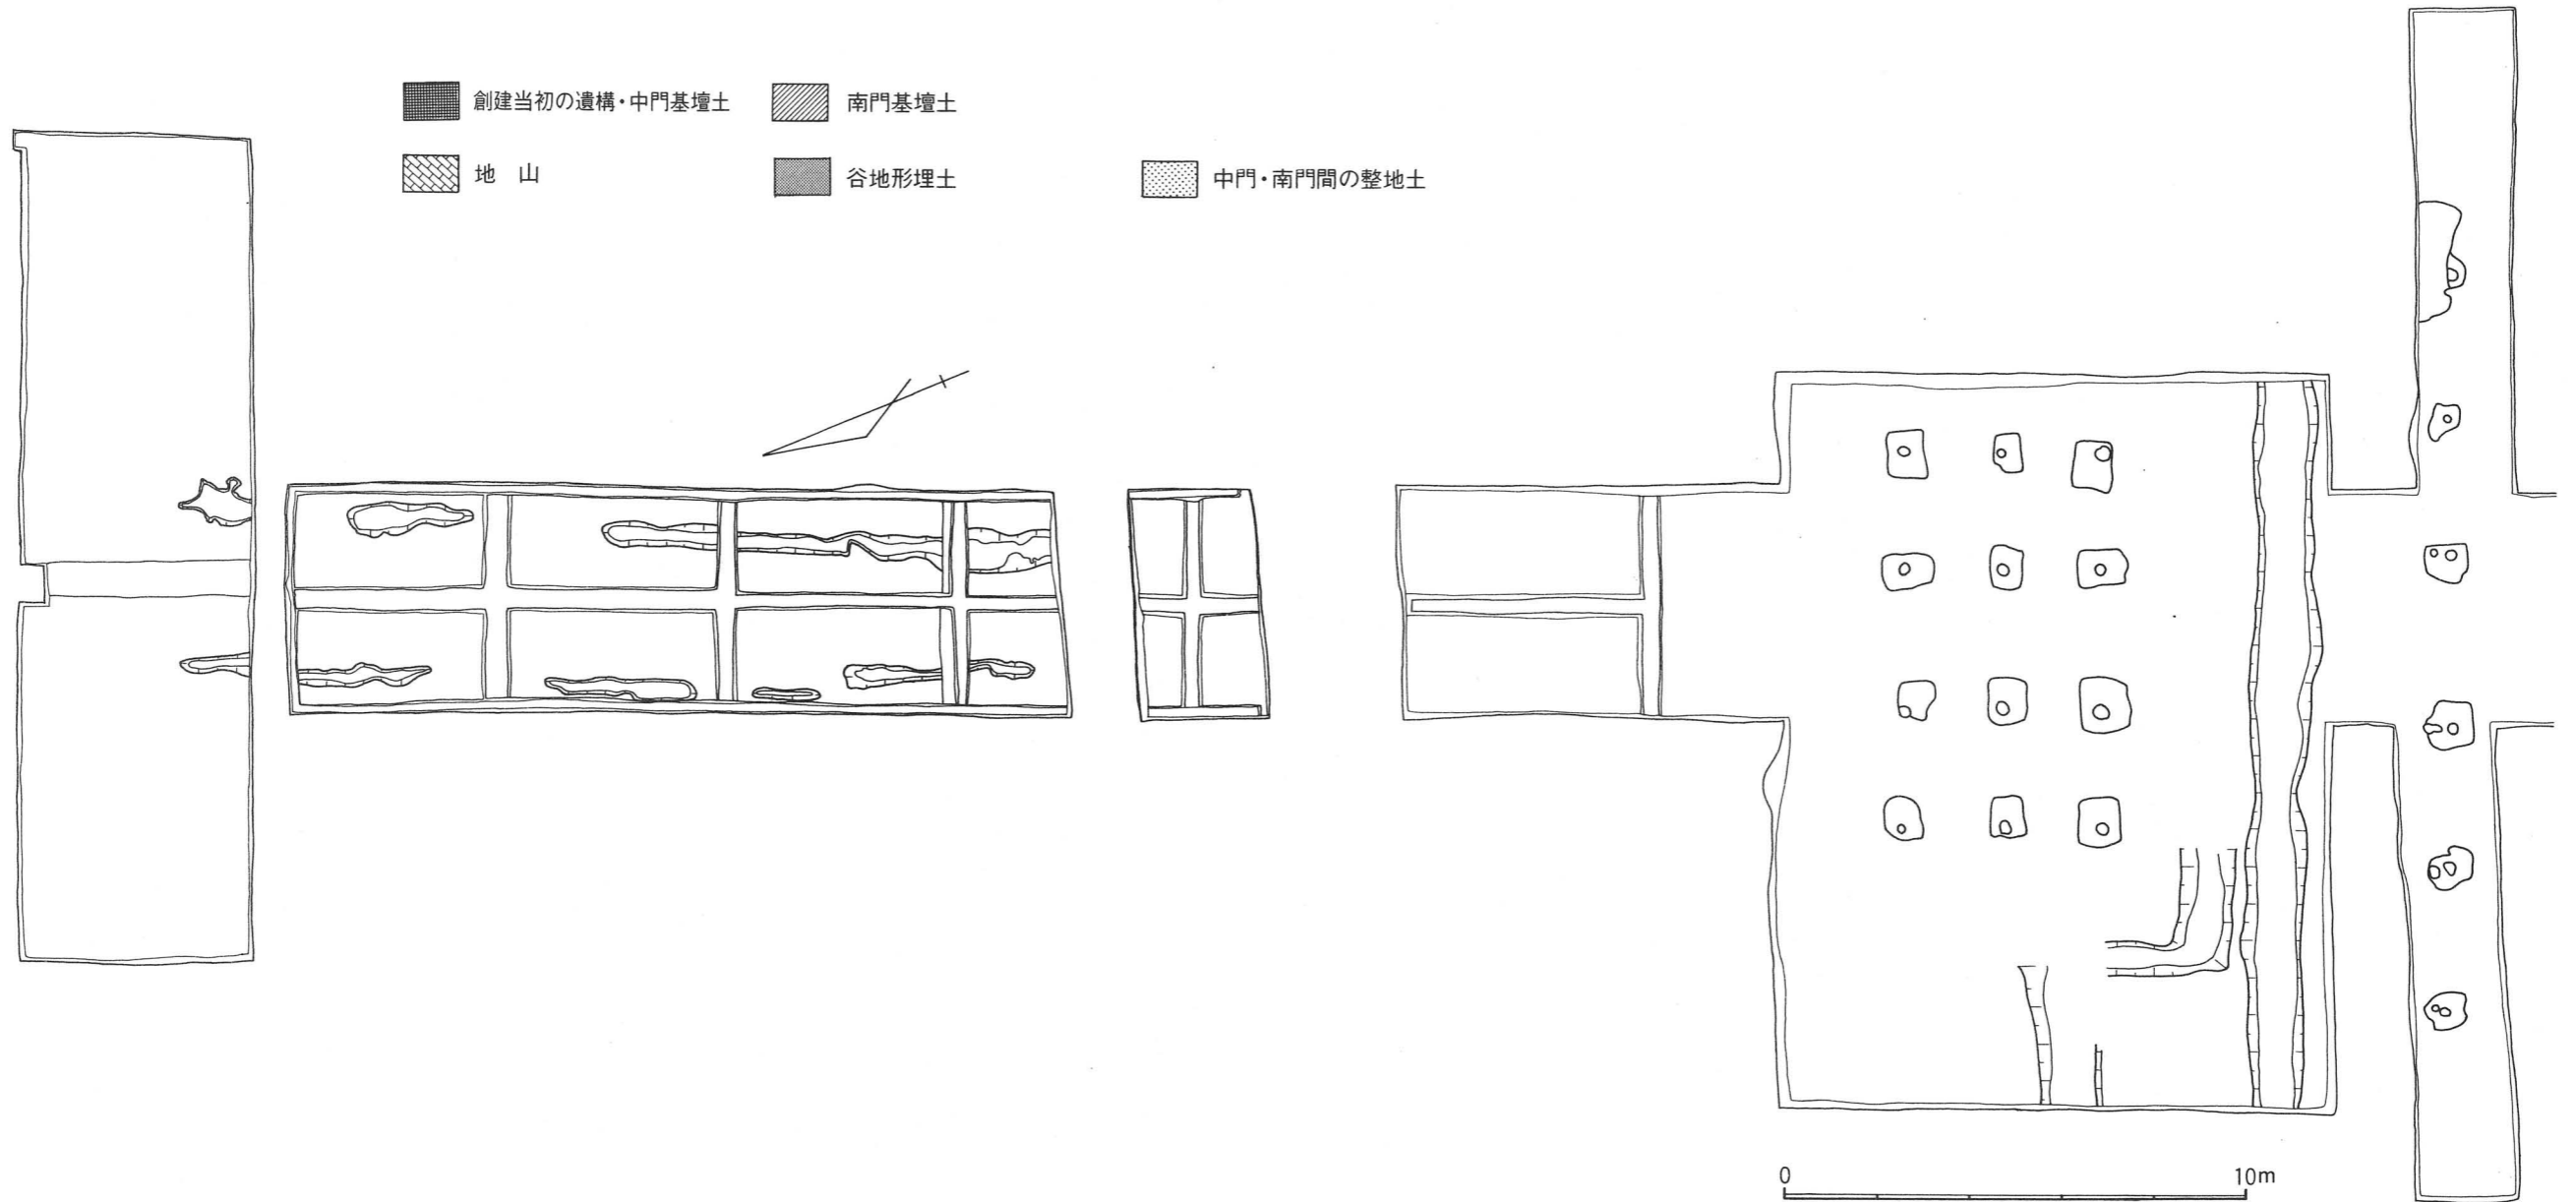 創建当初の遺構・中門基壇土
南門基壇土
地　山
谷地形埋土
中門・南門間の整地土
0
10m